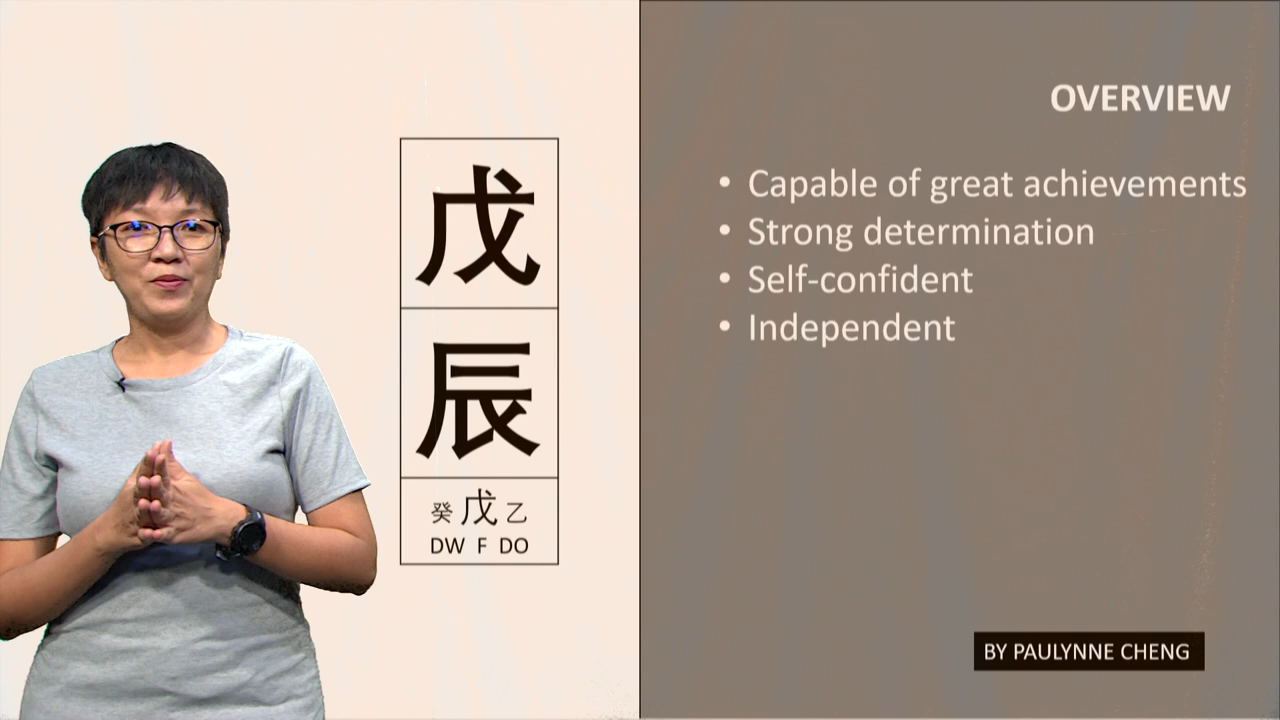 戊
辰
癸 戊 乙
DW F DO
OVERVIEW
• Capable of great achievements
• Strong determination
• Self-confident
• Independent
BY PAULYNNE CHENG